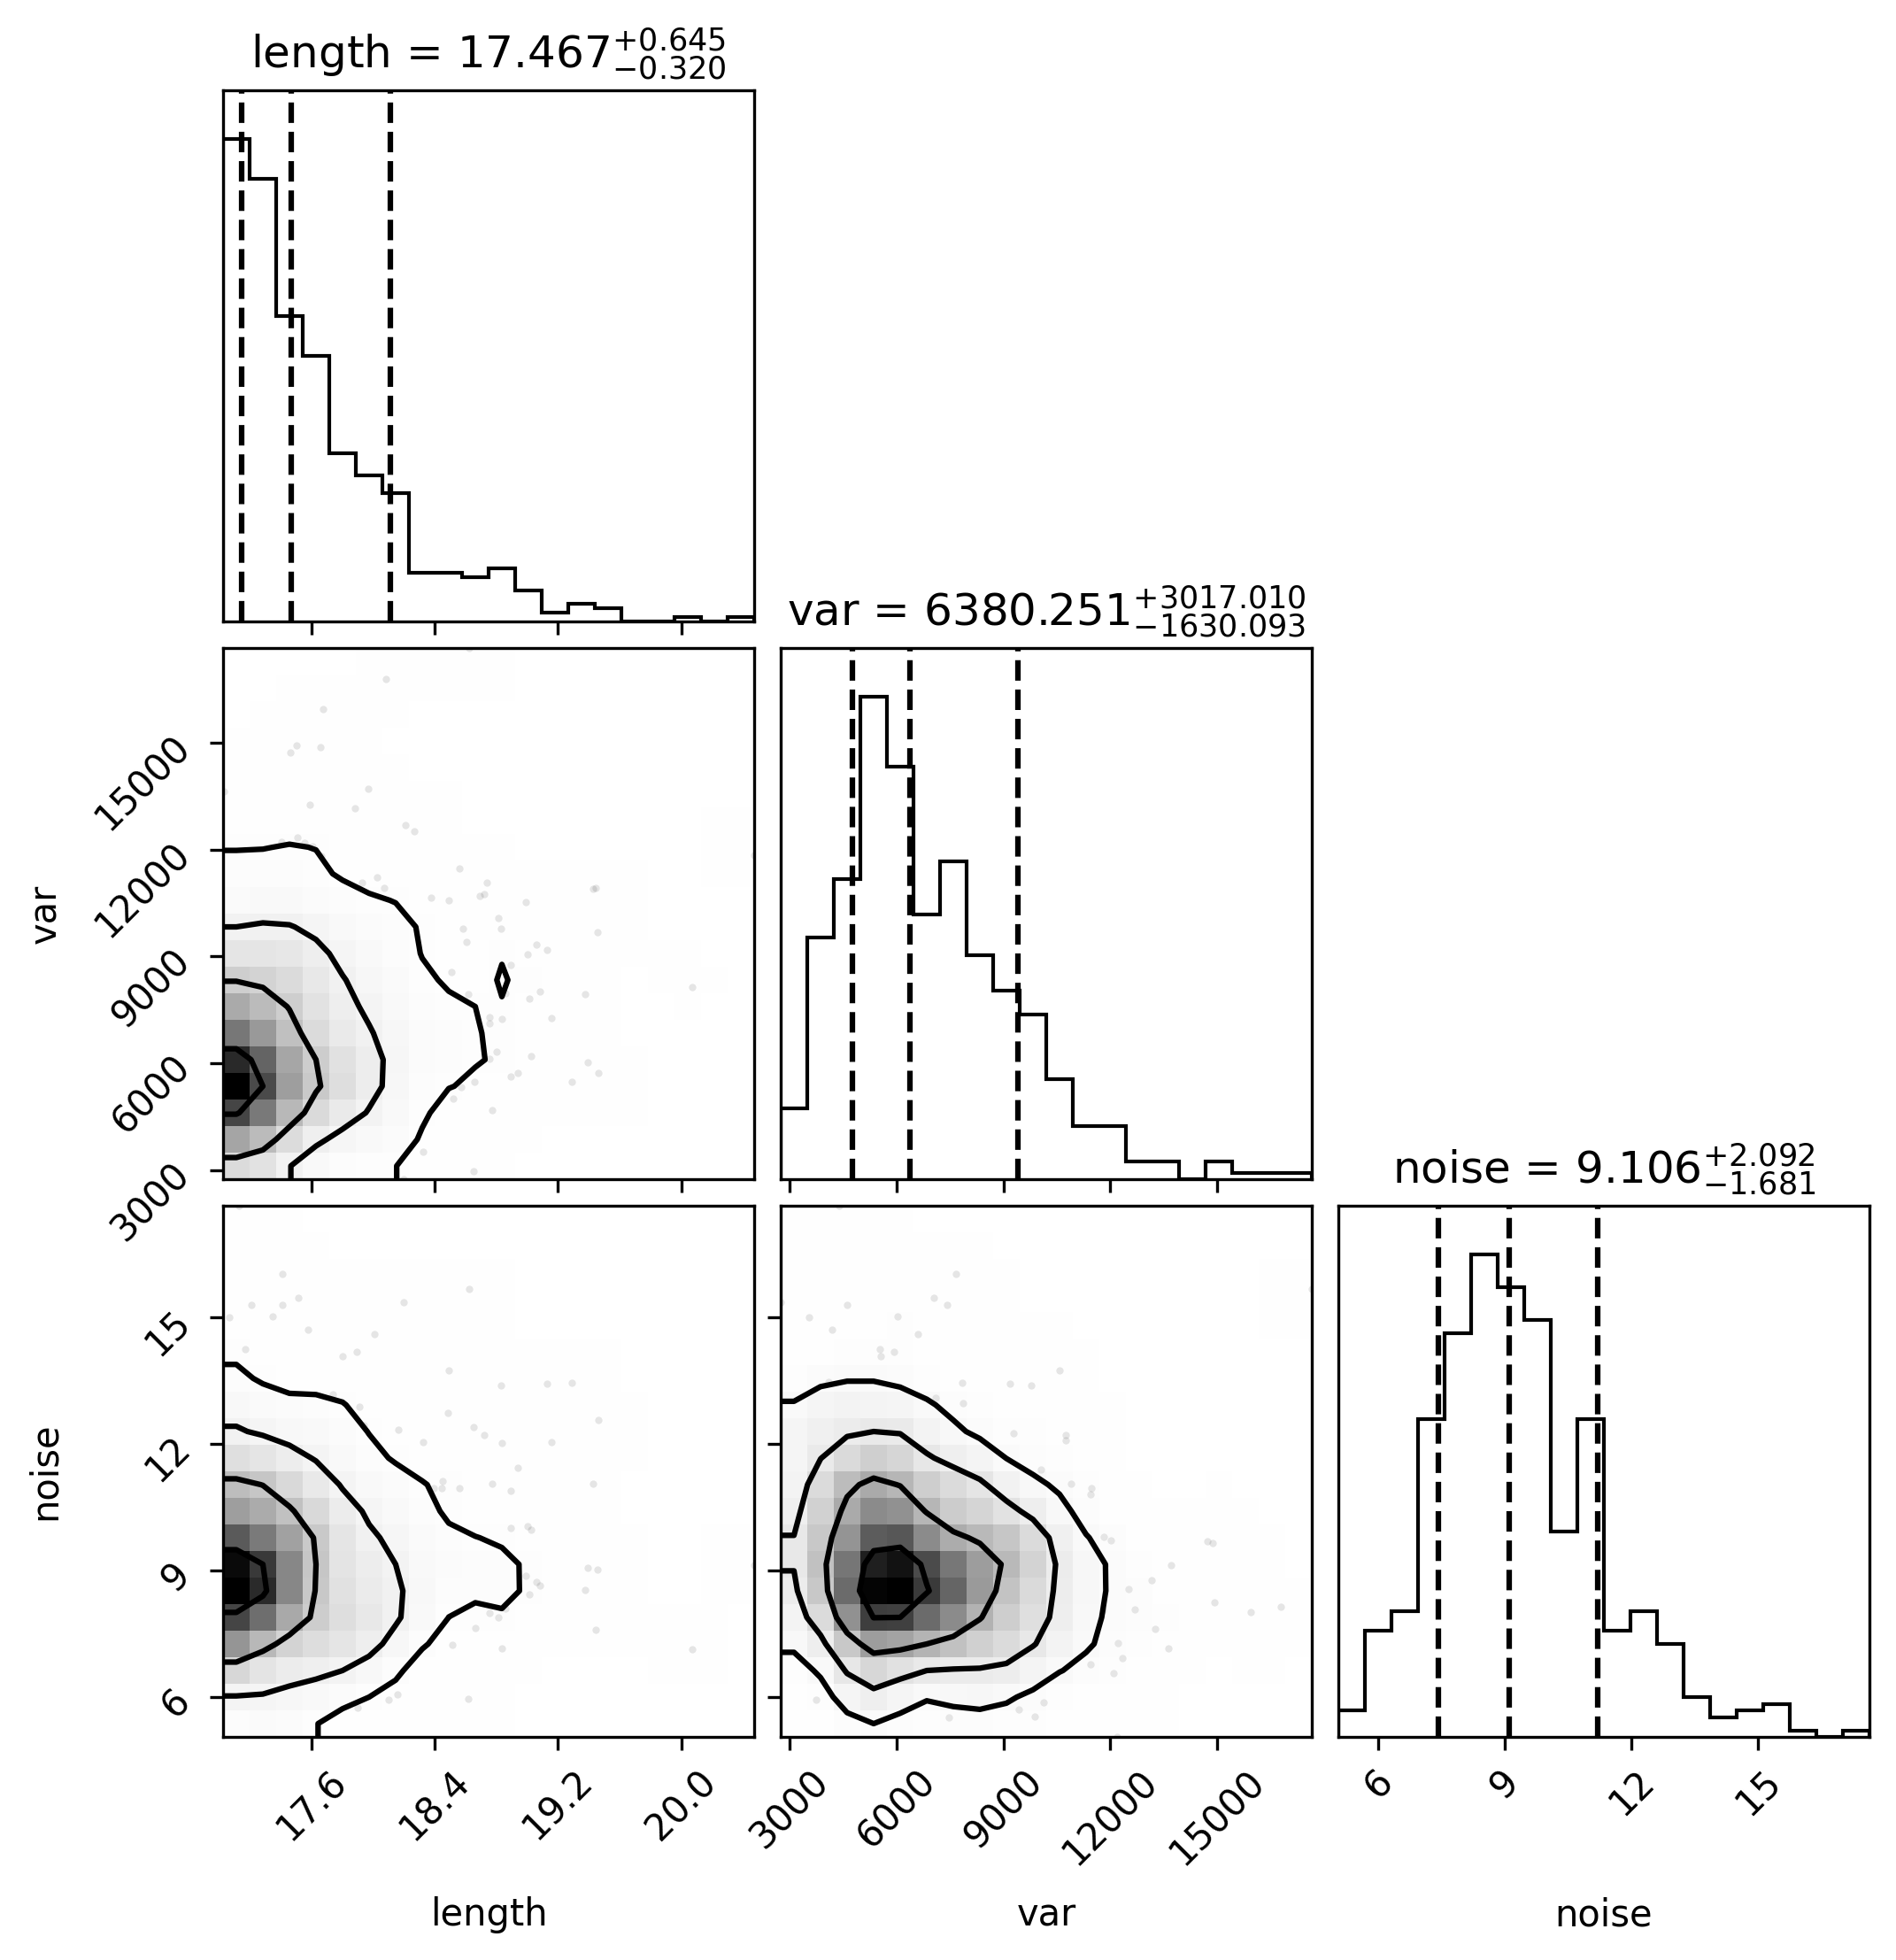 length = 17.467 +0.645 −0.320
var = 6380.251 +3017.010 −1630.093
var
15000
12000
9000
6000
3000
noise = 9.106 +2.092 −1.681
noise
15
12
9
6
17.6 18.4 19.2 20.0
3000 6000 9000 12000 15000
6 9 12 15
length
var
noise